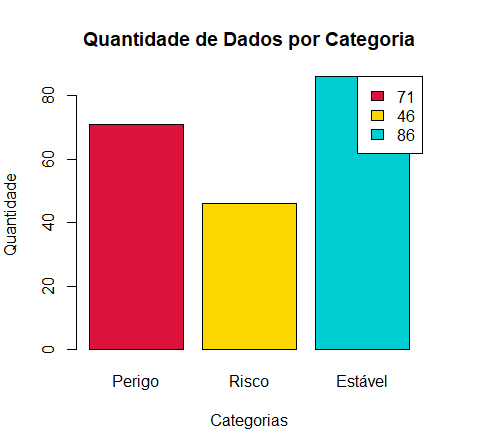 Quantidade de Dados por Categoria
71
46
86
80
60
40
20
0
Quantidade
Perigo Risco Estável
Categorias